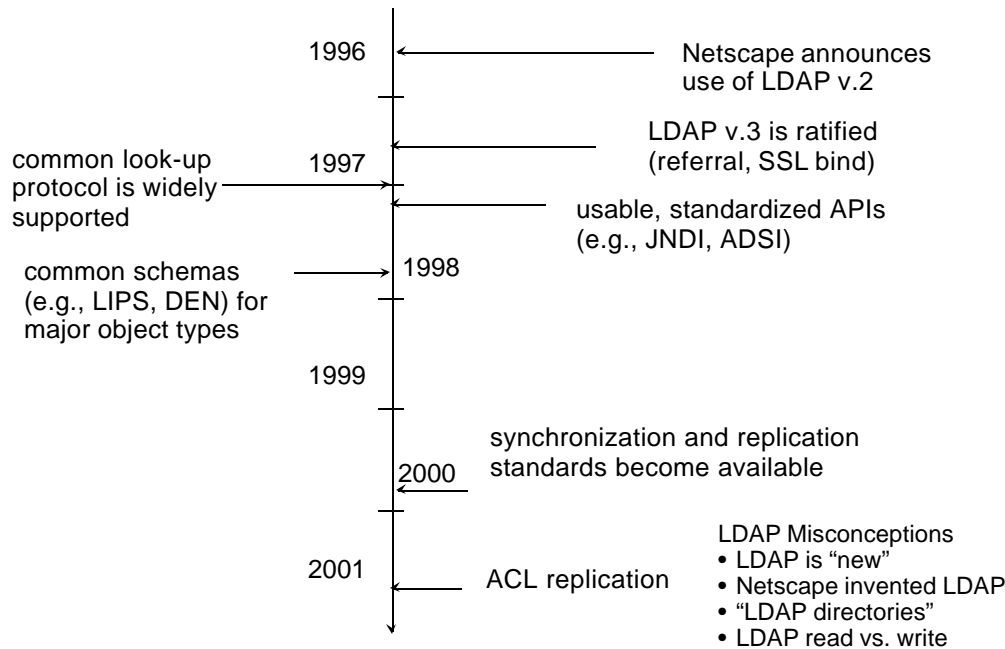 1996
Netscape announces
use of LDAP v.2
LDAP v.3 is ratified
(referral, SSL bind)
common look-up
protocol is widely
supported
1997
usable, standardized APIs
(e.g., JNDI, ADSI)
common schemas
(e.g., LIPS, DEN) for
major object types
1998
1999
synchronization and replication
standards become available
2000
LDAP Misconceptions
• LDAP is “new”
• Netscape invented LDAP
• “LDAP directories”
• LDAP read vs. write
2001
ACL replication